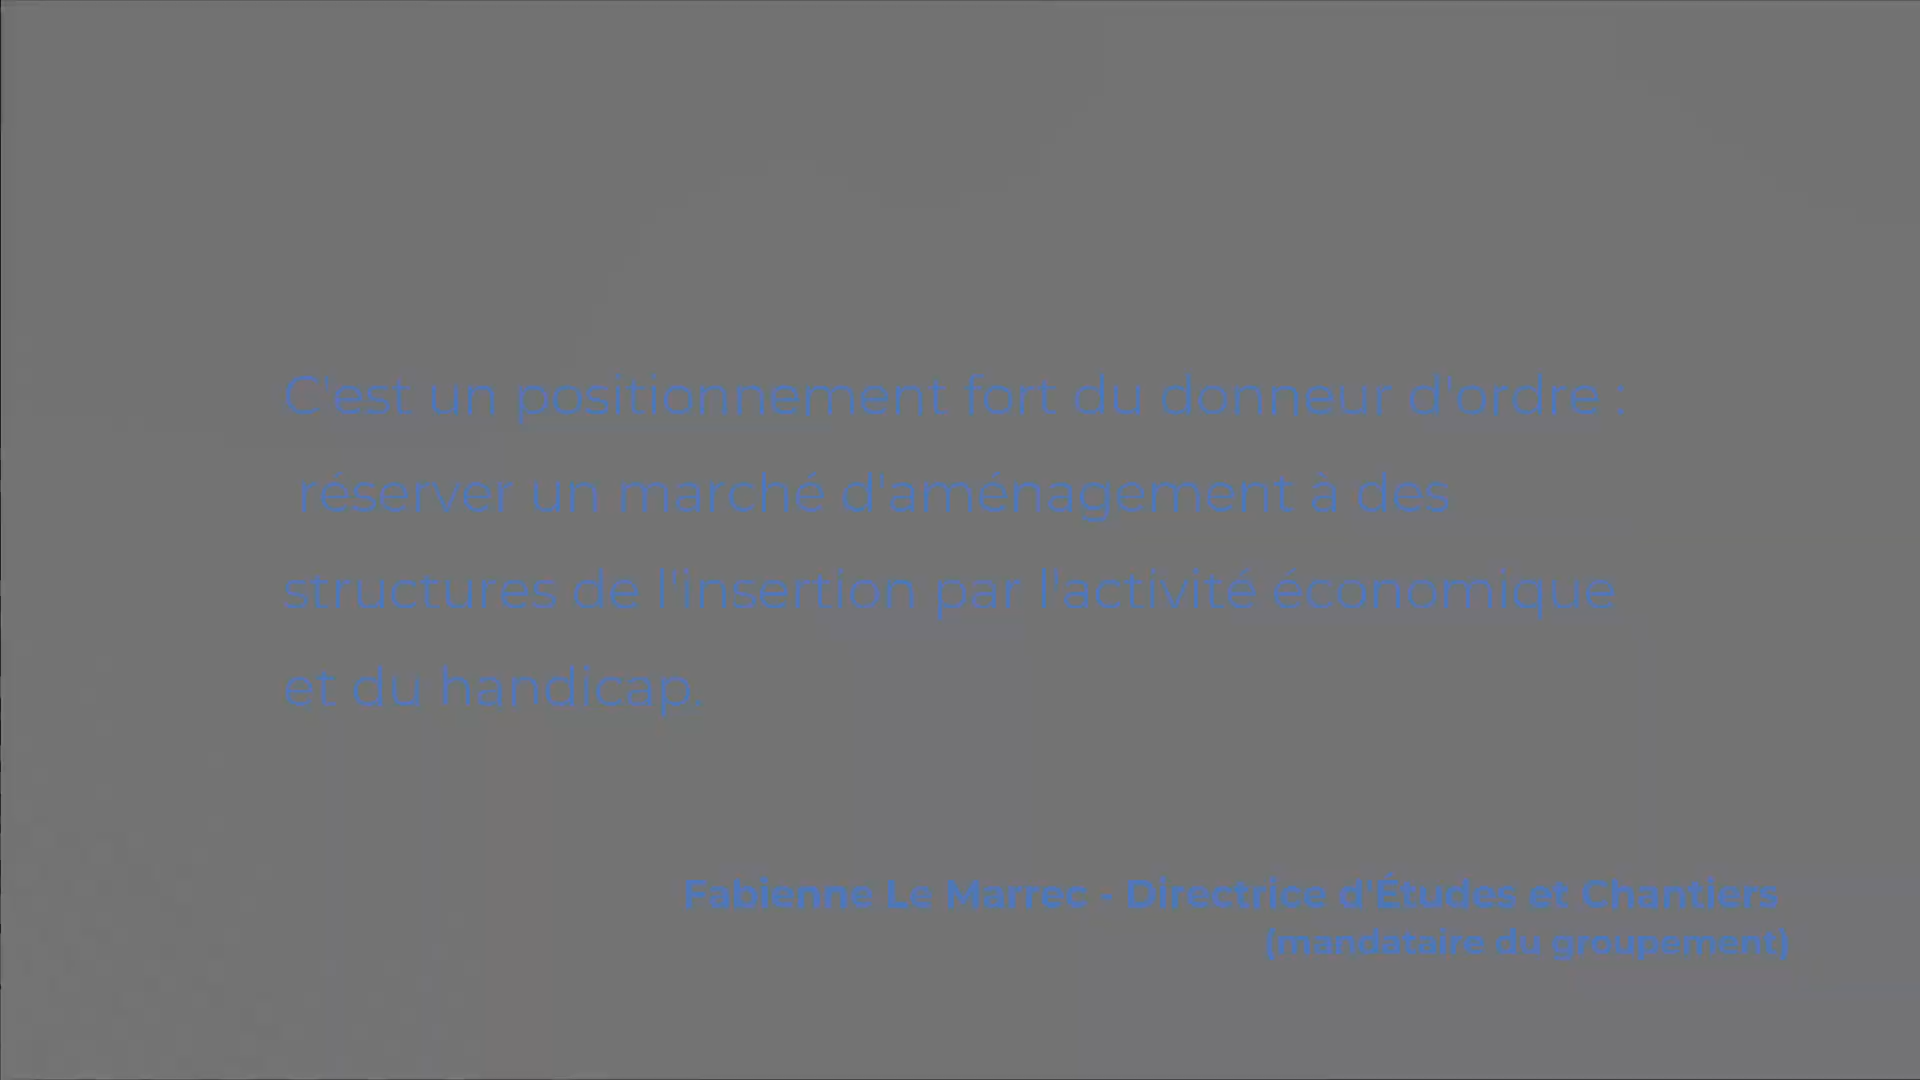 C'est un positionnement fort du donneur d'ordre :
réserver un marché d'aménagement à des
structures de l'insertion par l'activité économique
et du handicap.
Fabienne Le Marrec - Directrice d'Études et Chantiers
(mandataire du groupement)